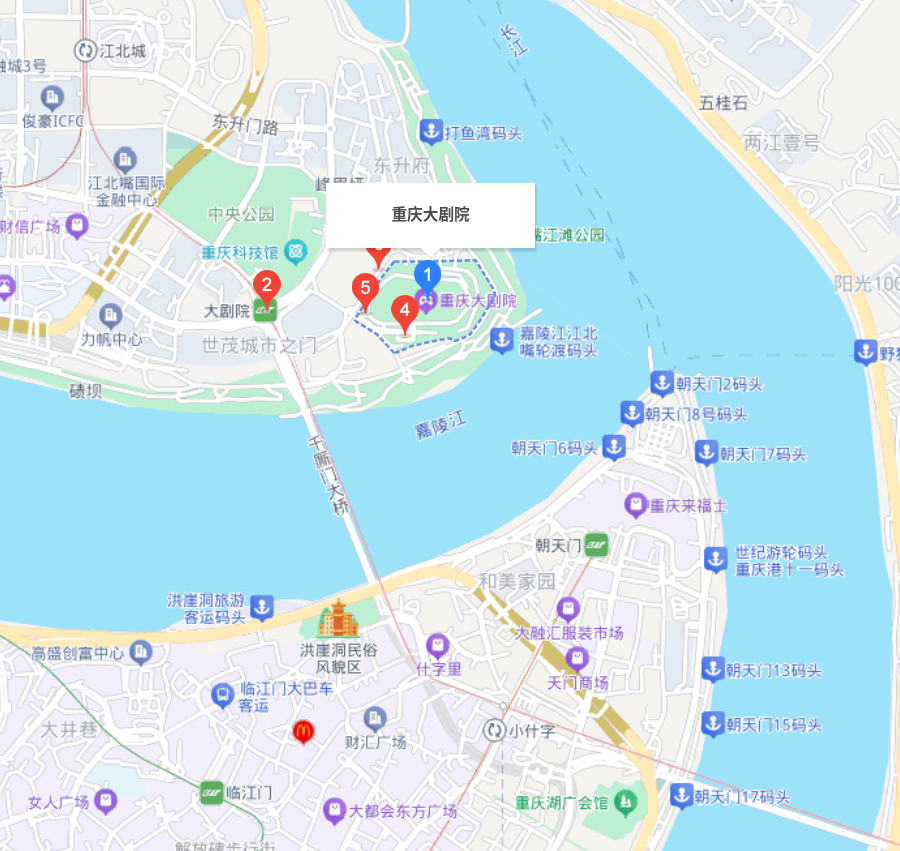 长江
江北城
融城3号
俊豪ICFC
东升门路
五桂石
打鱼湾码头
两江壹号
东升府
江北嘴国际
金融中心
中央公园
重庆大剧院
财信广场
嘴江滩公园
重庆科技馆
2
5
1
4
重庆大剧院
阳光100
大剧院
力帆中心
世茂城市之门
嘉陵江江北
嘴轮渡码头
野猫
碛坝
朝天门2码头
朝天门8号码头
嘉陵江
朝天门6码头
朝天门7码头
千厮门大桥
重庆来福士
朝天门
世纪游轮码头
重庆港十一码头
和美家园
洪崖洞旅游
客运码头
大融汇服装市场
高盛创富中心
洪崖洞民俗
风貌区
什字里
天门商场
朝天门13码头
临江门大巴车
客运
大井巷
财汇广场
小什字
朝天门15码头
女人广场
临江门
大都会东方广场
重庆湖广会馆
朝天门17码头
解放碑步行街